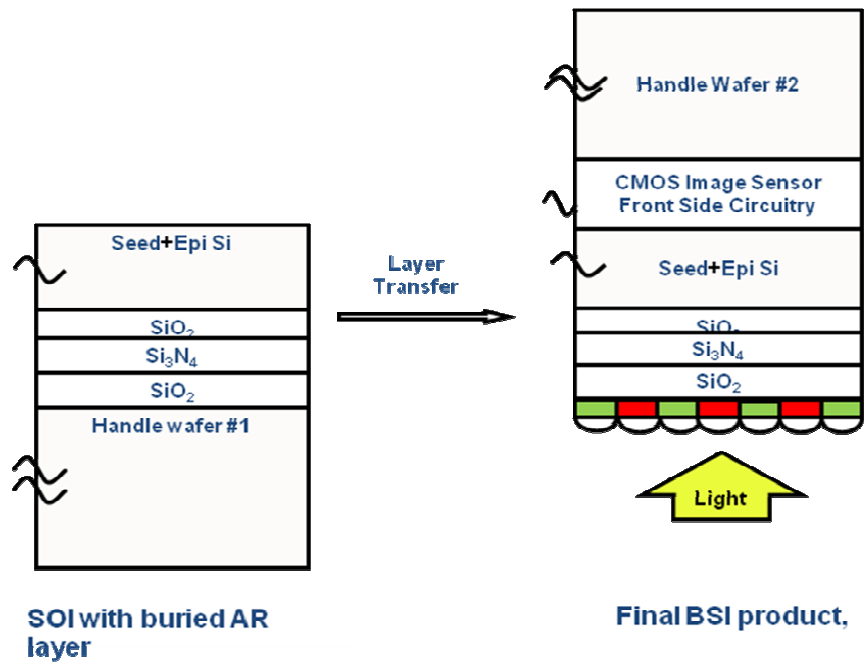 Handle Wafer #2
CMOS Image Sensor
Front Side Circuitry
Seed+Epi Si
SiO
Si₃N₄
SiO₂
Light
Final BSI product,
Layer
Transfer
Seed+Epi Si
SiO₂
Si₃N₄
SiO₂
Handle wafer #1
SOI with buried AR
layer